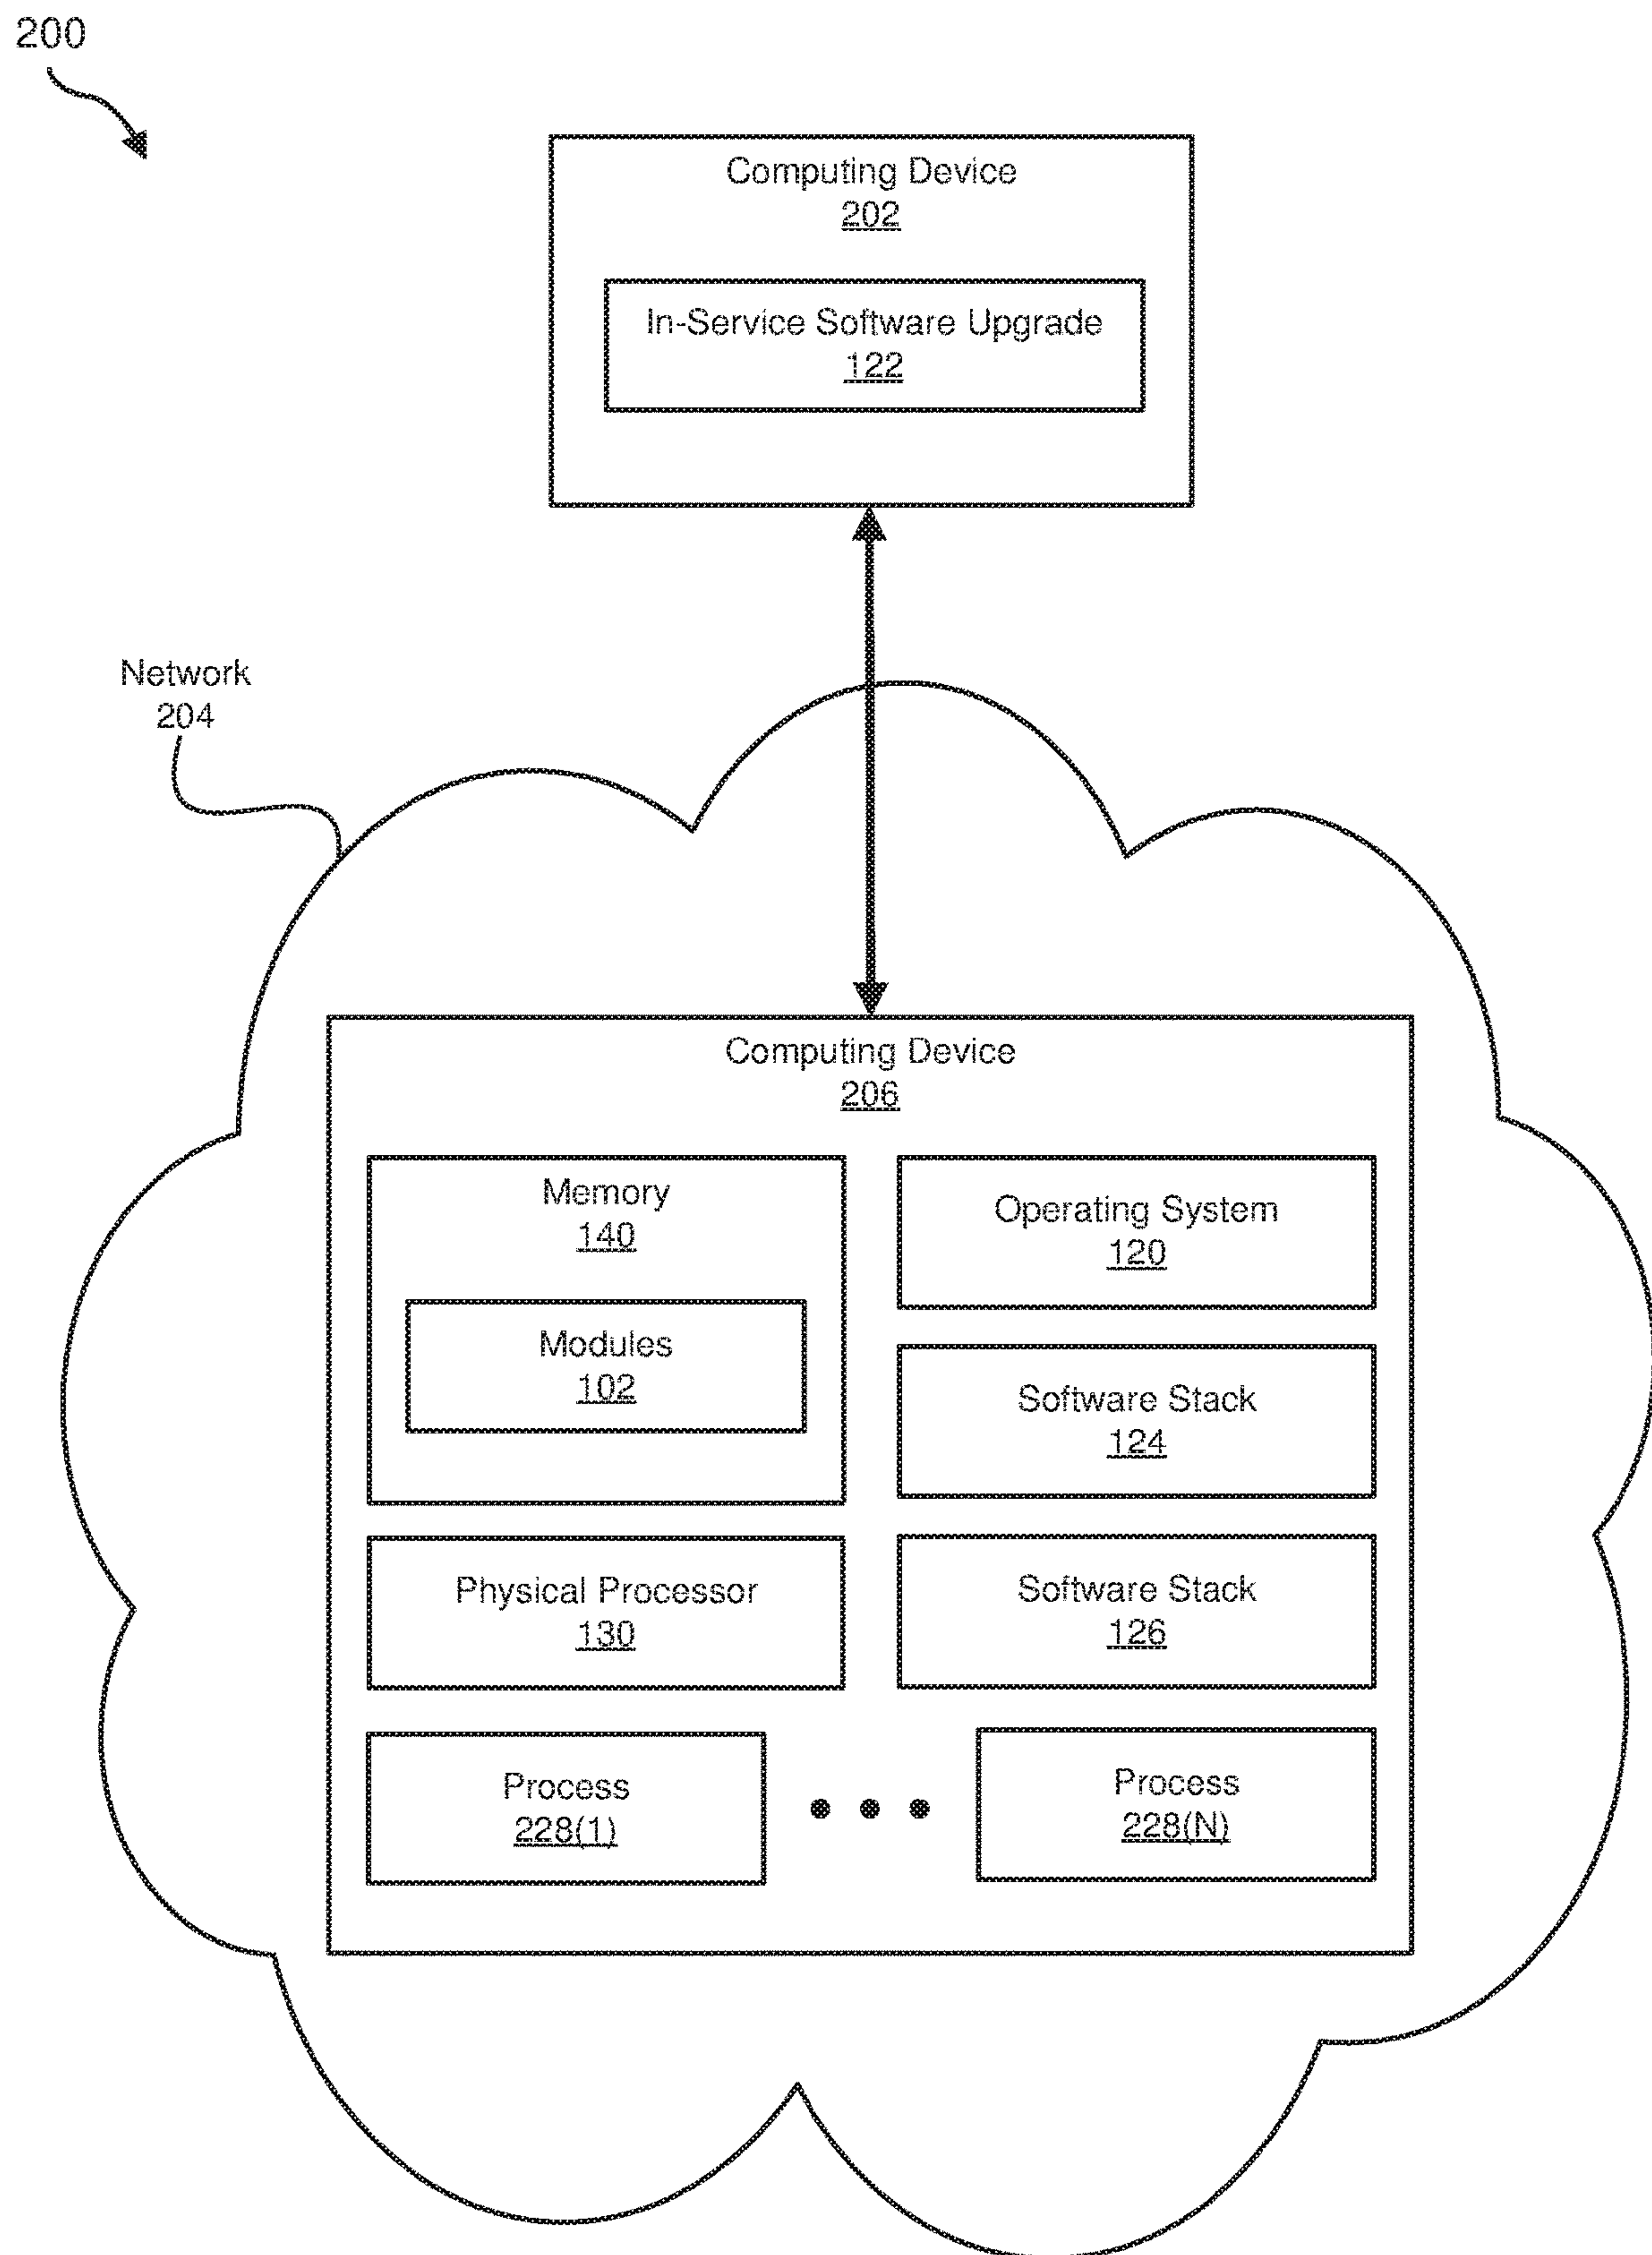 200
Computing Device
202
In-Service Software Upgrade
122
Network
204
Computing Device
206
Memory
140
Modules
102
Operating System
120
Software Stack
124
Physical Processor
130
Software Stack
126
Process
228(1)
Process
228(N)